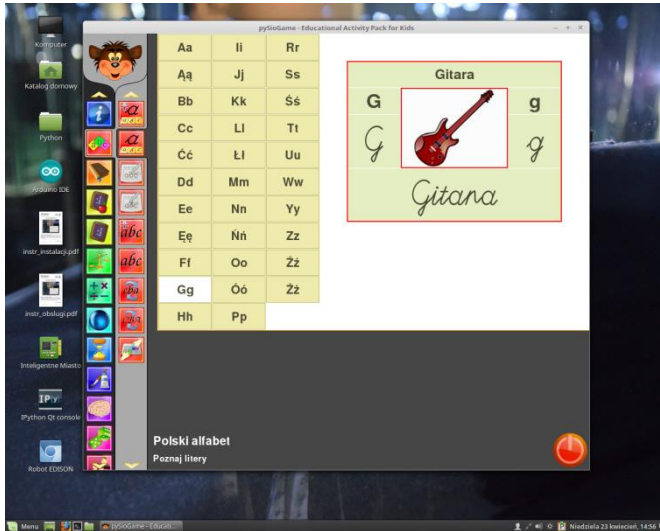 pySioGame - Educational Activity Pack for Kids
Komputer
Katalog domowy
Python
Arduino IDE
instr_instalacji.pdf
instr_obslugi.pdf
Inteligentne Miasto
IP[y]:
IPython Qt console
Robot EDISON
Aa Ii Rr
Ąą Jj Ss
Bb Kk Śś
Cc Ll Tt
Ćć Łł Uu
Dd Mm Ww
Ee Nn Yy
Ęę Ńń Zz
Ff Oo Źź
Gg Óó Żż
Hh Pp
Gitara
G g
G g
Gitara
abc
abc
Polski alfabet
Poznaj litery
Menu
pySioGame - Educati...
Niedziela 23 kwiecień, 14:56